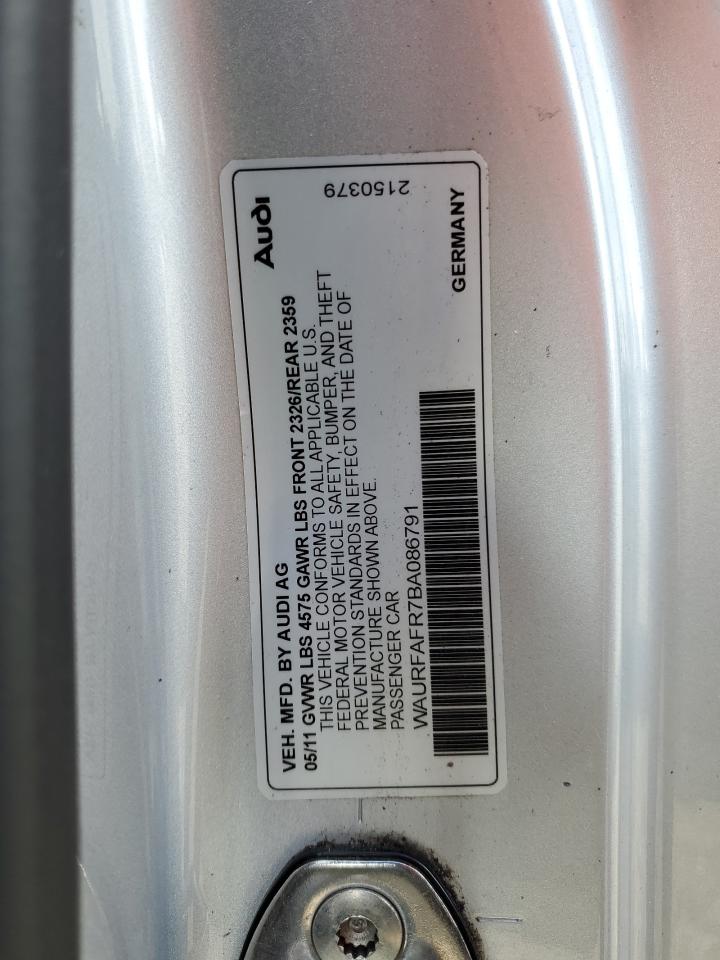 VEH. MFD. BY AUDI AG
Audi
05/11 GVWR LBS 4575 GAWR LBS FRONT 2326/REAR 2359
THIS VEHICLE CONFORMS TO ALL APPLICABLE U.S.
FEDERAL MOTOR VEHICLE SAFETY, BUMPER, AND THEFT
PREVENTION STANDARDS IN EFFECT ON THE DATE OF
MANUFACTURE SHOWN ABOVE.
PASSENGER CAR
2150379
WAURFAFR7BA086791
GERMANY